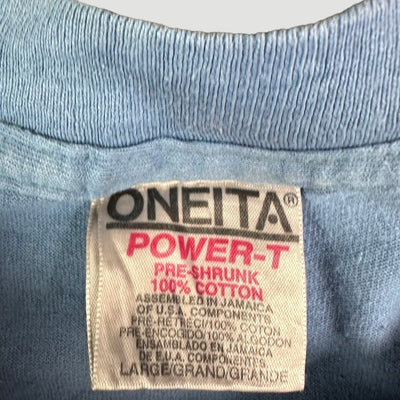 ONEITA®
POWER-T
PRE-SHRUNK
100% COTTON
ASSEMBLED IN JAMAICA
OF U.S.A. COMPONENTS
PRE-RETRECI/100% COTON
PRE-ENCOGIDO/100% ALGODON
ENSAMBLADO EN JAMAICA
DE E.U.A. COMPONENTES
LARGE/GRAND/GRANDE